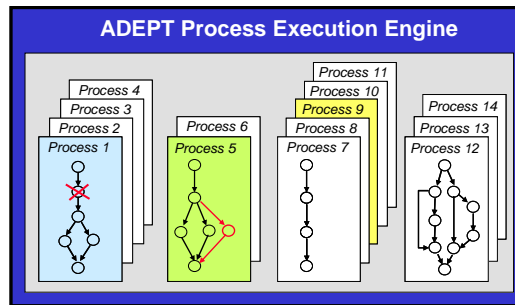 ADEPT Process Execution Engine
Process 4
Process 3
Process 2
Process 1
Process 6
Process 5
Process 11
Process 10
Process 9
Process 8
Process 7
Process 14
Process 13
Process 12